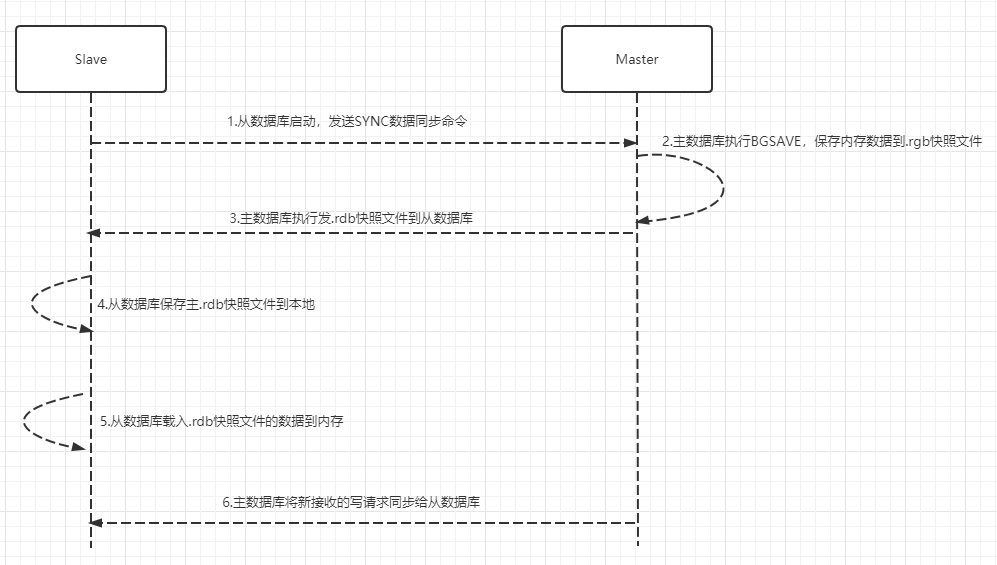 Slave
Master
1.从数据库启动，发送SYNC数据同步命令
2.主数据库执行BGSAVE，保存内存数据到.rgb快照文件
3.主数据库执行发.rdb快照文件到从数据库
4.从数据库保存主.rdb快照文件到本地
5.从数据库载入.rdb快照文件的数据到内存
6.主数据库将新接收的写请求同步给从数据库